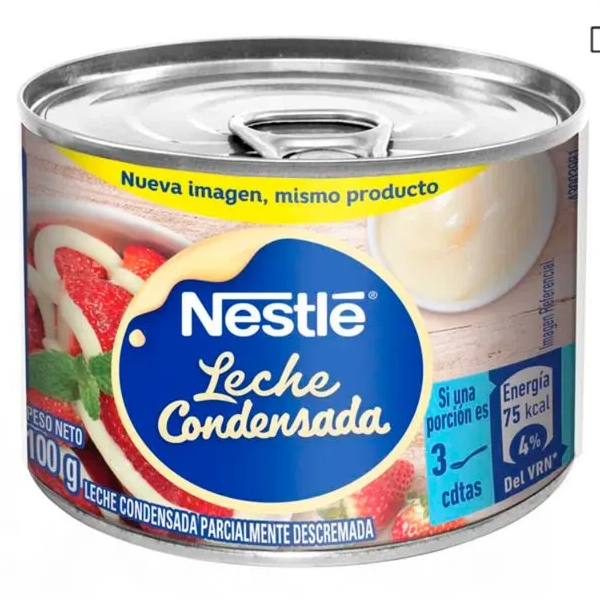 Nueva imagen, mismo producto
Nestlé®
Leche
Condensada
PESO NETO
100 g
LECHE CONDENSADA PARCIALMENTE DESCREMADA
Si una
porción es
3
cdtas
Energía
75 kcal
4%
Del VRN*
Imagen Referencial